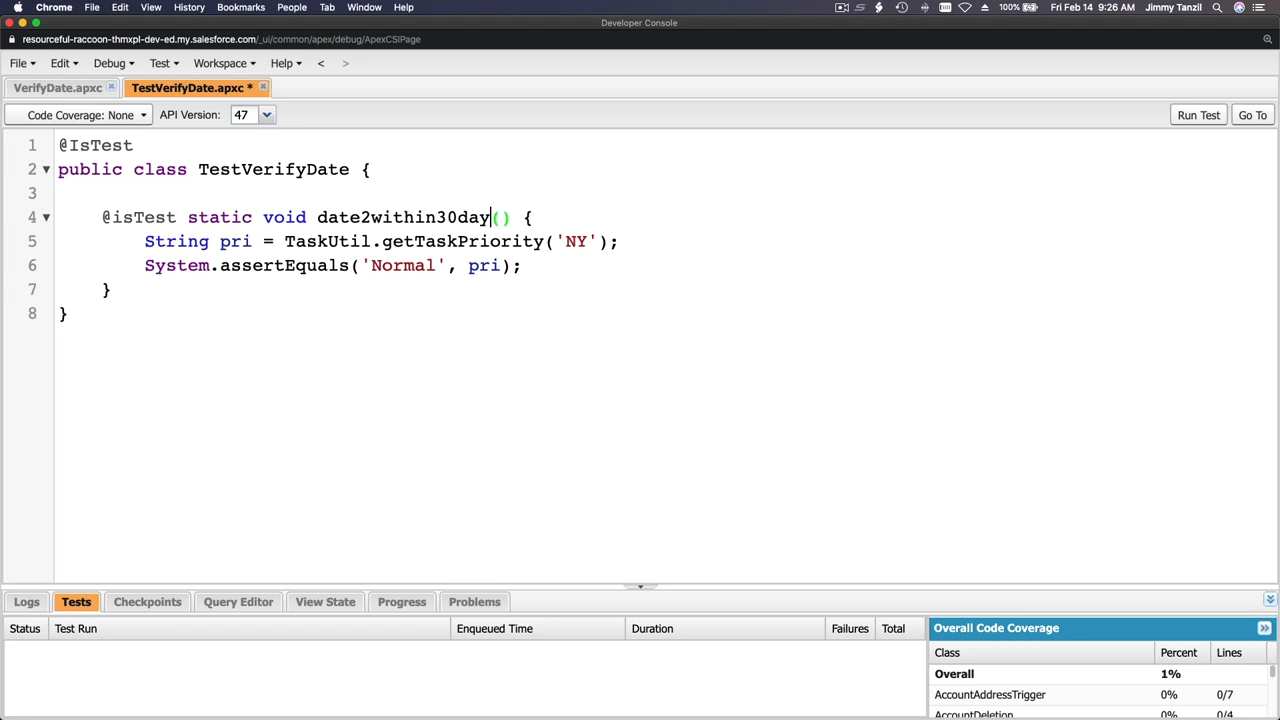 Chrome File Edit View History Bookmarks People Tab Window Help 100% Fri Feb 14 9:26 AM Jimmy Tanzil
Developer Console
resourceful-raccoon-thmxpl-dev-ed.my.salesforce.com/_ui/common/apex/debug/ApexCSIPage
File Edit Debug Test Workspace Help < >
VerifyDate.apxc TestVerifyDate.apxc *
Code Coverage: None API Version: 47 Run Test Go To
1 @IsTest
2 public class TestVerifyDate {
3
4 @isTest static void date2within30day() {
5 String pri = TaskUtil.getTaskPriority('NY');
6 System.assertEquals('Normal', pri);
7 }
8 }
Logs Tests Checkpoints Query Editor View State Progress Problems
Status Test Run Enqueued Time Duration Failures Total Overall Code Coverage
Class Percent Lines
Overall 1%
AccountAddressTrigger 0% 0/7
AccountDeletion 0% 0/4